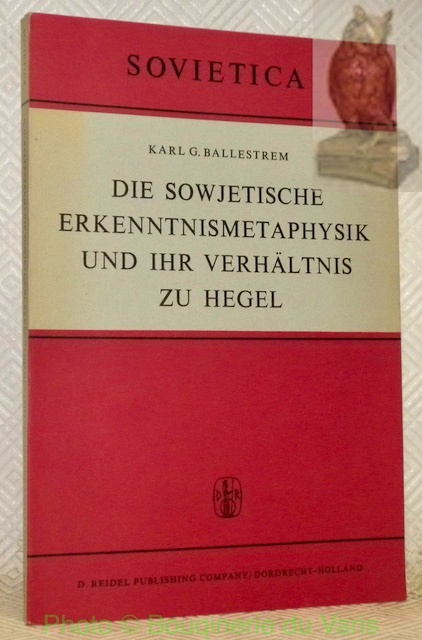 SOVIETICA
KARL G. BALLESTREM
DIE SOWJETISCHE
ERKENNTNISMETAPHYSIK
UND IHR VERHÄLTNIS
ZU HEGEL
D R
D. REIDEL PUBLISHING COMPANY/DORDRECHT-HOLLAND
Photo © Bouquinerie du Varis